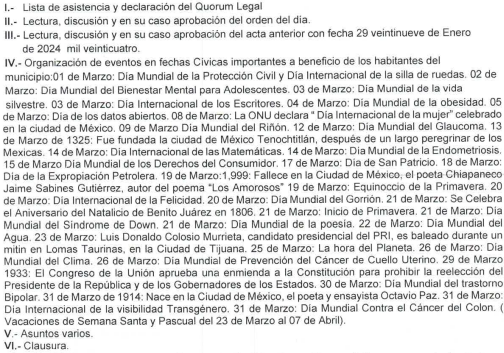 I.- Lista de asistencia y declaración del Quorum Legal
II.- Lectura, discusión y en su caso aprobación del orden del día.
III.- Lectura, discusión y en su caso aprobación del acta anterior con fecha 29 veintinueve de Enero
de 2024 mil veinticuatro.
IV.- Organización de eventos en fechas Cívicas importantes a beneficio de los habitantes del
municipio:01 de Marzo: Día Mundial de la Protección Civil y Día Internacional de la silla de ruedas. 02 de
Marzo: Día Mundial del Bienestar Mental para Adolescentes. 03 de Marzo: Día Mundial de la vida
silvestre. 03 de Marzo: Día Internacional de los Escritores. 04 de Marzo: Día Mundial de la obesidad. 05
de Marzo: Día de los datos abiertos. 08 de Marzo: La ONU declara " Día Internacional de la mujer" celebrado
en la ciudad de México. 09 de Marzo Dia Mundial del Riñón. 12 de Marzo: Dia Mundial del Glaucoma. 13
de Marzo de 1325: Fue fundada la ciudad de México Tenochtitlán, después de un largo peregrinar de los
Mexicas. 14 de Marzo: Día Internacional de las Matemáticas. 14 de Marzo: Día Mundial de la Endometriosis.
15 de Marzo Día Mundial de los Derechos del Consumidor. 17 de Marzo: Dia de San Patricio. 18 de Marzo:
Día de la Expropiación Petrolera. 19 de Marzo:1,999: Fallece en la Ciudad de México, el poeta Chiapaneco
Jaime Sabines Gutiérrez, autor del poema "Los Amorosos" 19 de Marzo: Equinoccio de la Primavera. 20
de Marzo: Día Internacional de la Felicidad. 20 de Marzo: Dia Mundial del Gorrión. 21 de Marzo: Se Celebra
el Aniversario del Natalicio de Benito Juárez en 1806. 21 de Marzo: Inicio de Primavera. 21 de Marzo: Día
Mundial del Síndrome de Down. 21 de Marzo: Día Mundial de la poesía. 22 de Marzo: Día Mundial del
Agua. 23 de Marzo: Luis Donaldo Colosio Murrieta, candidato presidencial del PRI, es baleado durante un
mitin en Lomas Taurinas, en la Ciudad de Tijuana. 25 de Marzo: La hora del Planeta. 26 de Marzo: Día
Mundial del Clima. 26 de Marzo: Día Mundial de Prevención del Cáncer de Cuello Uterino. 29 de Marzo
1933: El Congreso de la Unión aprueba una enmienda a la Constitución para prohibir la reelección del
Presidente de la República y de los Gobernadores de los Estados. 30 de Marzo: Día Mundial del trastorno
Bipolar. 31 de Marzo de 1914: Nace en la Ciudad de México, el poeta y ensayista Octavio Paz. 31 de Marzo:
Día Internacional de la visibilidad Transgénero. 31 de Marzo: Día Mundial Contra el Cáncer del Colon. (
Vacaciones de Semana Santa y Pascual del 23 de Marzo al 07 de Abril).
V.- Asuntos varios.
VI.- Clausura.